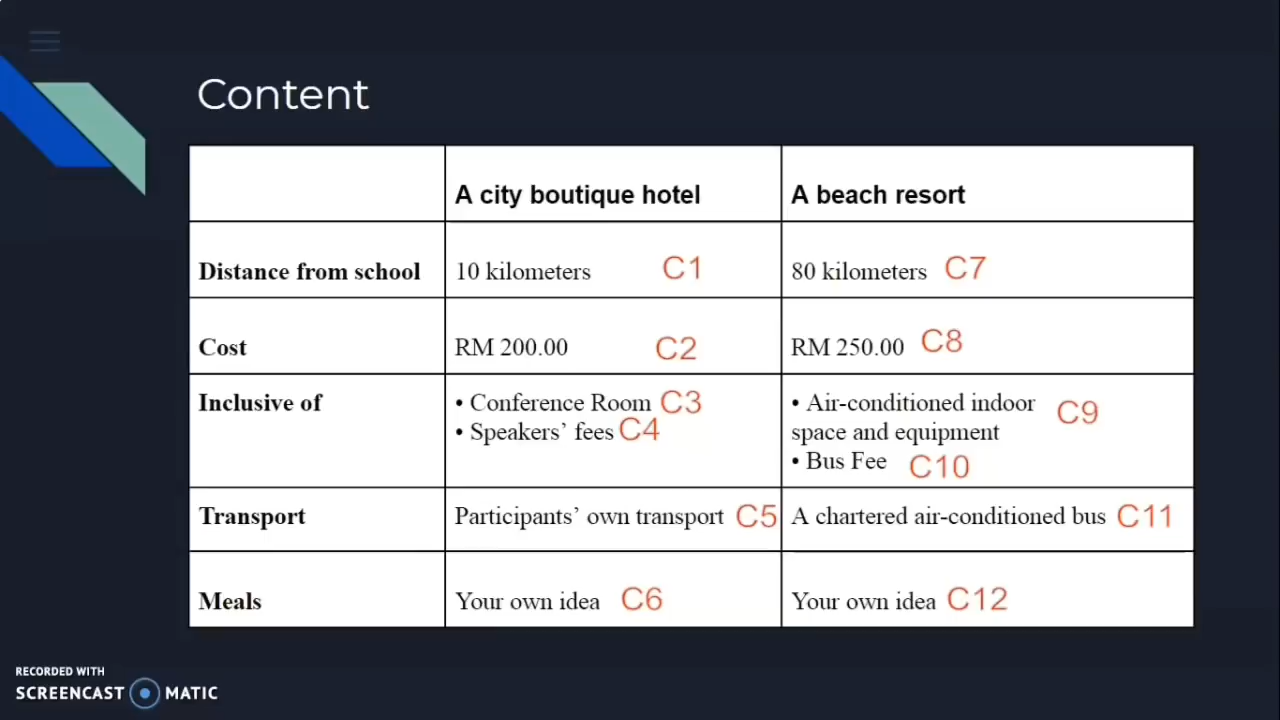 Content
A city boutique hotel
A beach resort
Distance from school
10 kilometers C1
80 kilometers C7
Cost
RM 200.00 C2
RM 250.00 C8
Inclusive of
• Conference Room C3
• Speakers’ fees C4
• Air-conditioned indoor
space and equipment C9
• Bus Fee C10
Transport
Participants’ own transport C5
A chartered air-conditioned bus C11
Meals
Your own idea C6
Your own idea C12
RECORDED WITH
SCREENCAST MATIC